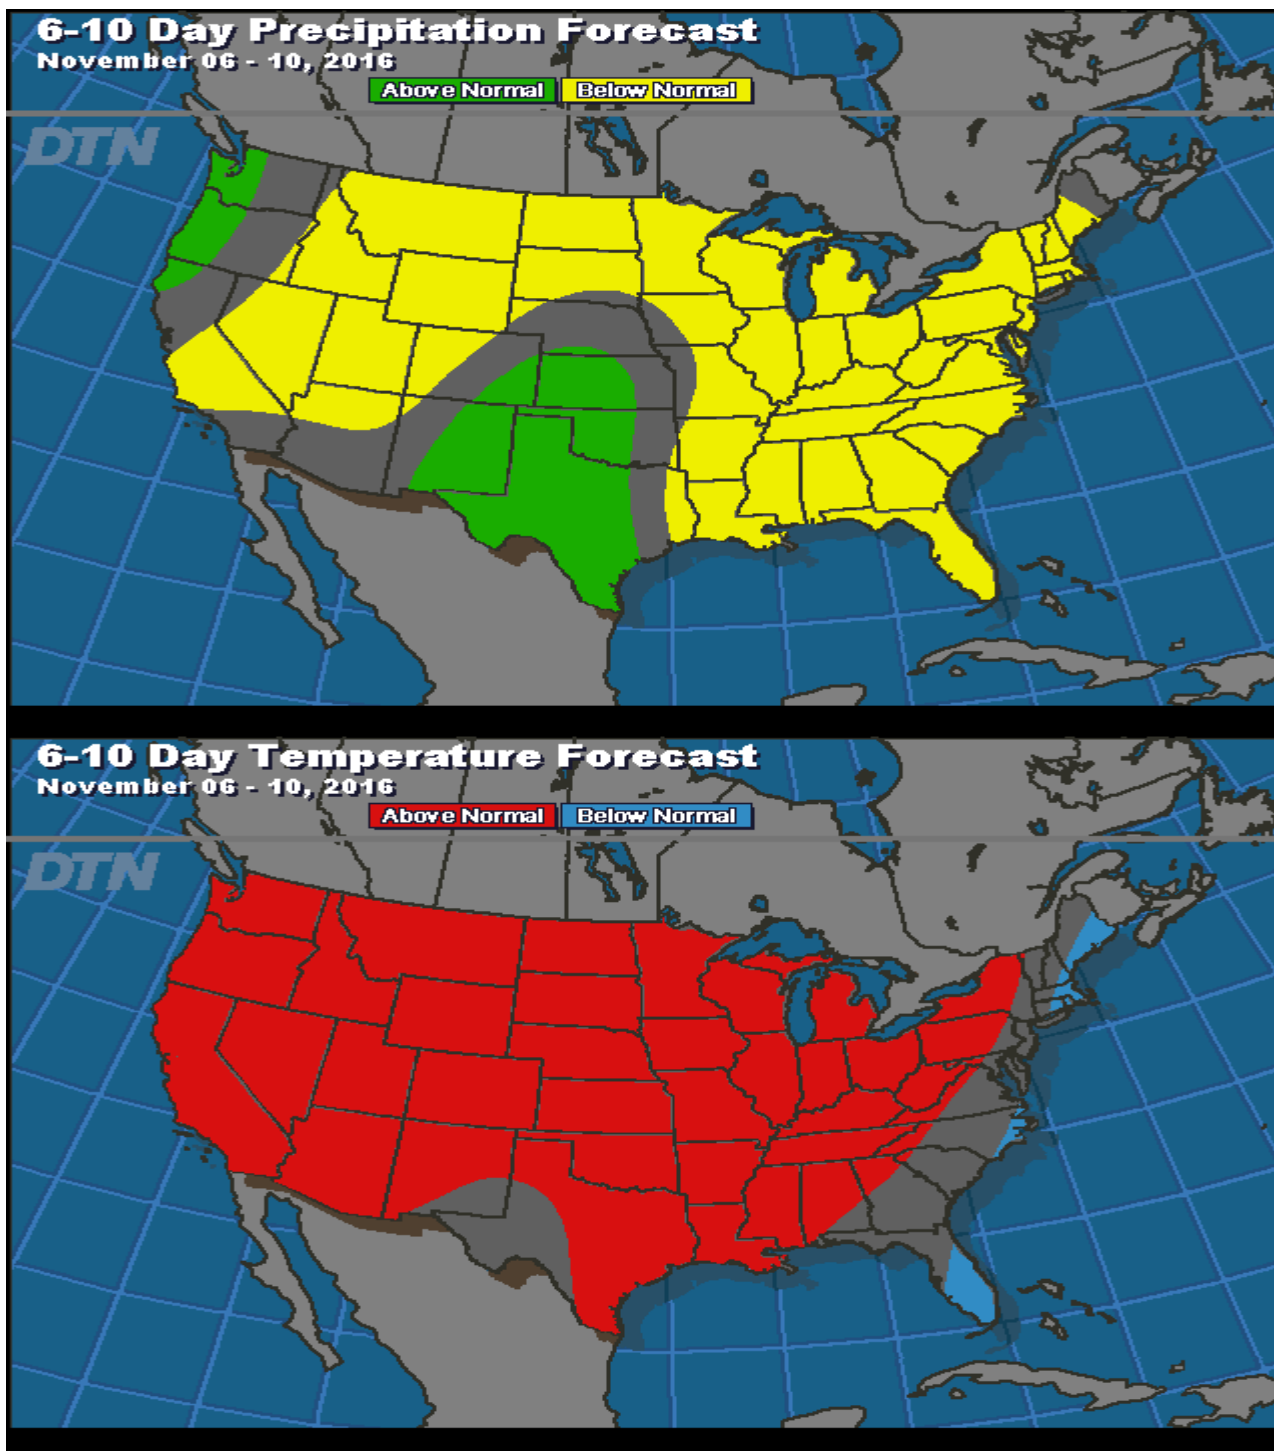 6-10 Day Precipitation Forecast
November 06 - 10, 2016
Above Normal Below Normal
DTN
6-10 Day Temperature Forecast
November 06 - 10, 2016
Above Normal Below Normal
DTN